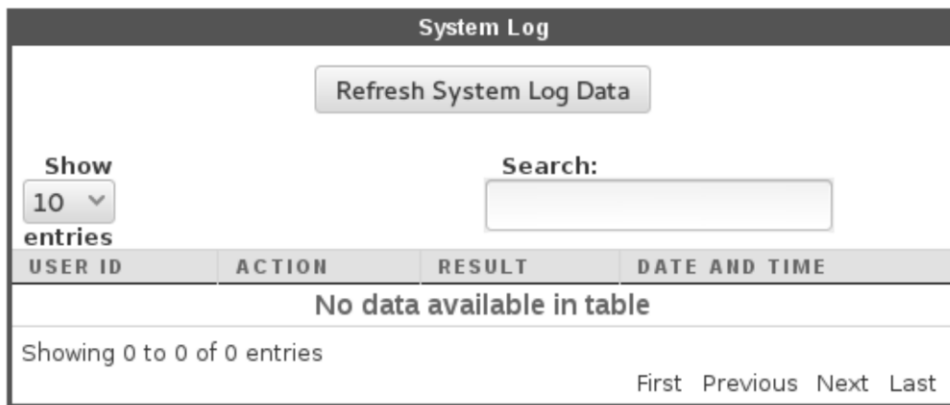 System Log
Refresh System Log Data
Show
10
entries
Search:
USER ID ACTION RESULT DATE AND TIME
No data available in table
Showing 0 to 0 of 0 entries
First Previous Next Last